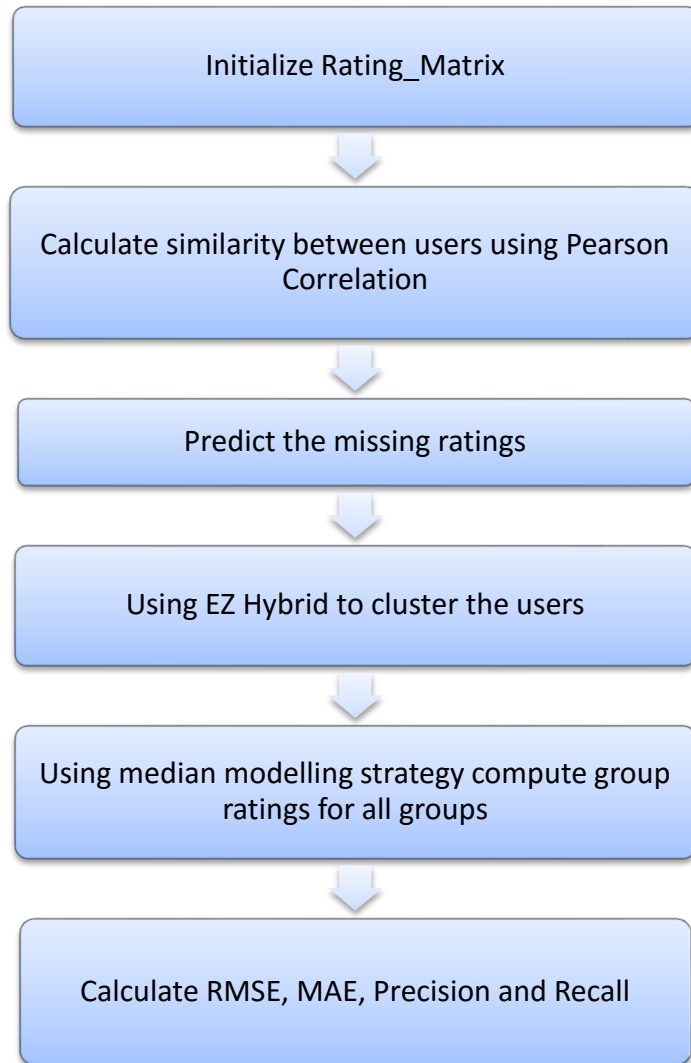 Initialize Rating_Matrix
Calculate similarity between users using Pearson
Correlation
Predict the missing ratings
Using EZ Hybrid to cluster the users
Using median modelling strategy compute group
ratings for all groups
Calculate RMSE, MAE, Precision and Recall